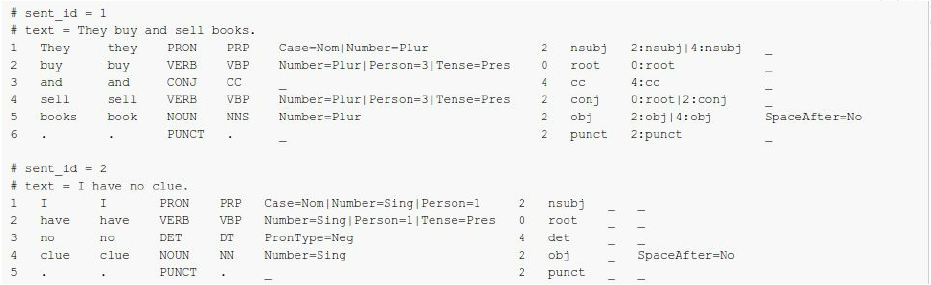 # sent_id = 1
# text = They buy and sell books.
1 They they PRON PRP Case=Nom|Number=Plur 2 nsubj 2:nsubj|4:nsubj _
2 buy buy VERB VBP Number=Plur|Person=3|Tense=Pres 0 root 0:root _
3 and and CONJ CC _ 4 cc 4:cc _
4 sell sell VERB VBP Number=Plur|Person=3|Tense=Pres 2 conj 0:root|2:conj _
5 books book NOUN NNS Number=Plur 2 obj 2:obj|4:obj SpaceAfter=No
6 . . PUNCT . _ 2 punct 2:punct _
# sent_id = 2
# text = I have no clue.
1 I I PRON PRP Case=Nom|Number=Sing|Person=1 2 nsubj _ _
2 have have VERB VBP Number=Sing|Person=1|Tense=Pres 0 root _ _
3 no no DET DT PronType=Neg 4 det _ _
4 clue clue NOUN NN Number=Sing 2 obj _ SpaceAfter=No
5 . . PUNCT . _ 2 punct _ _